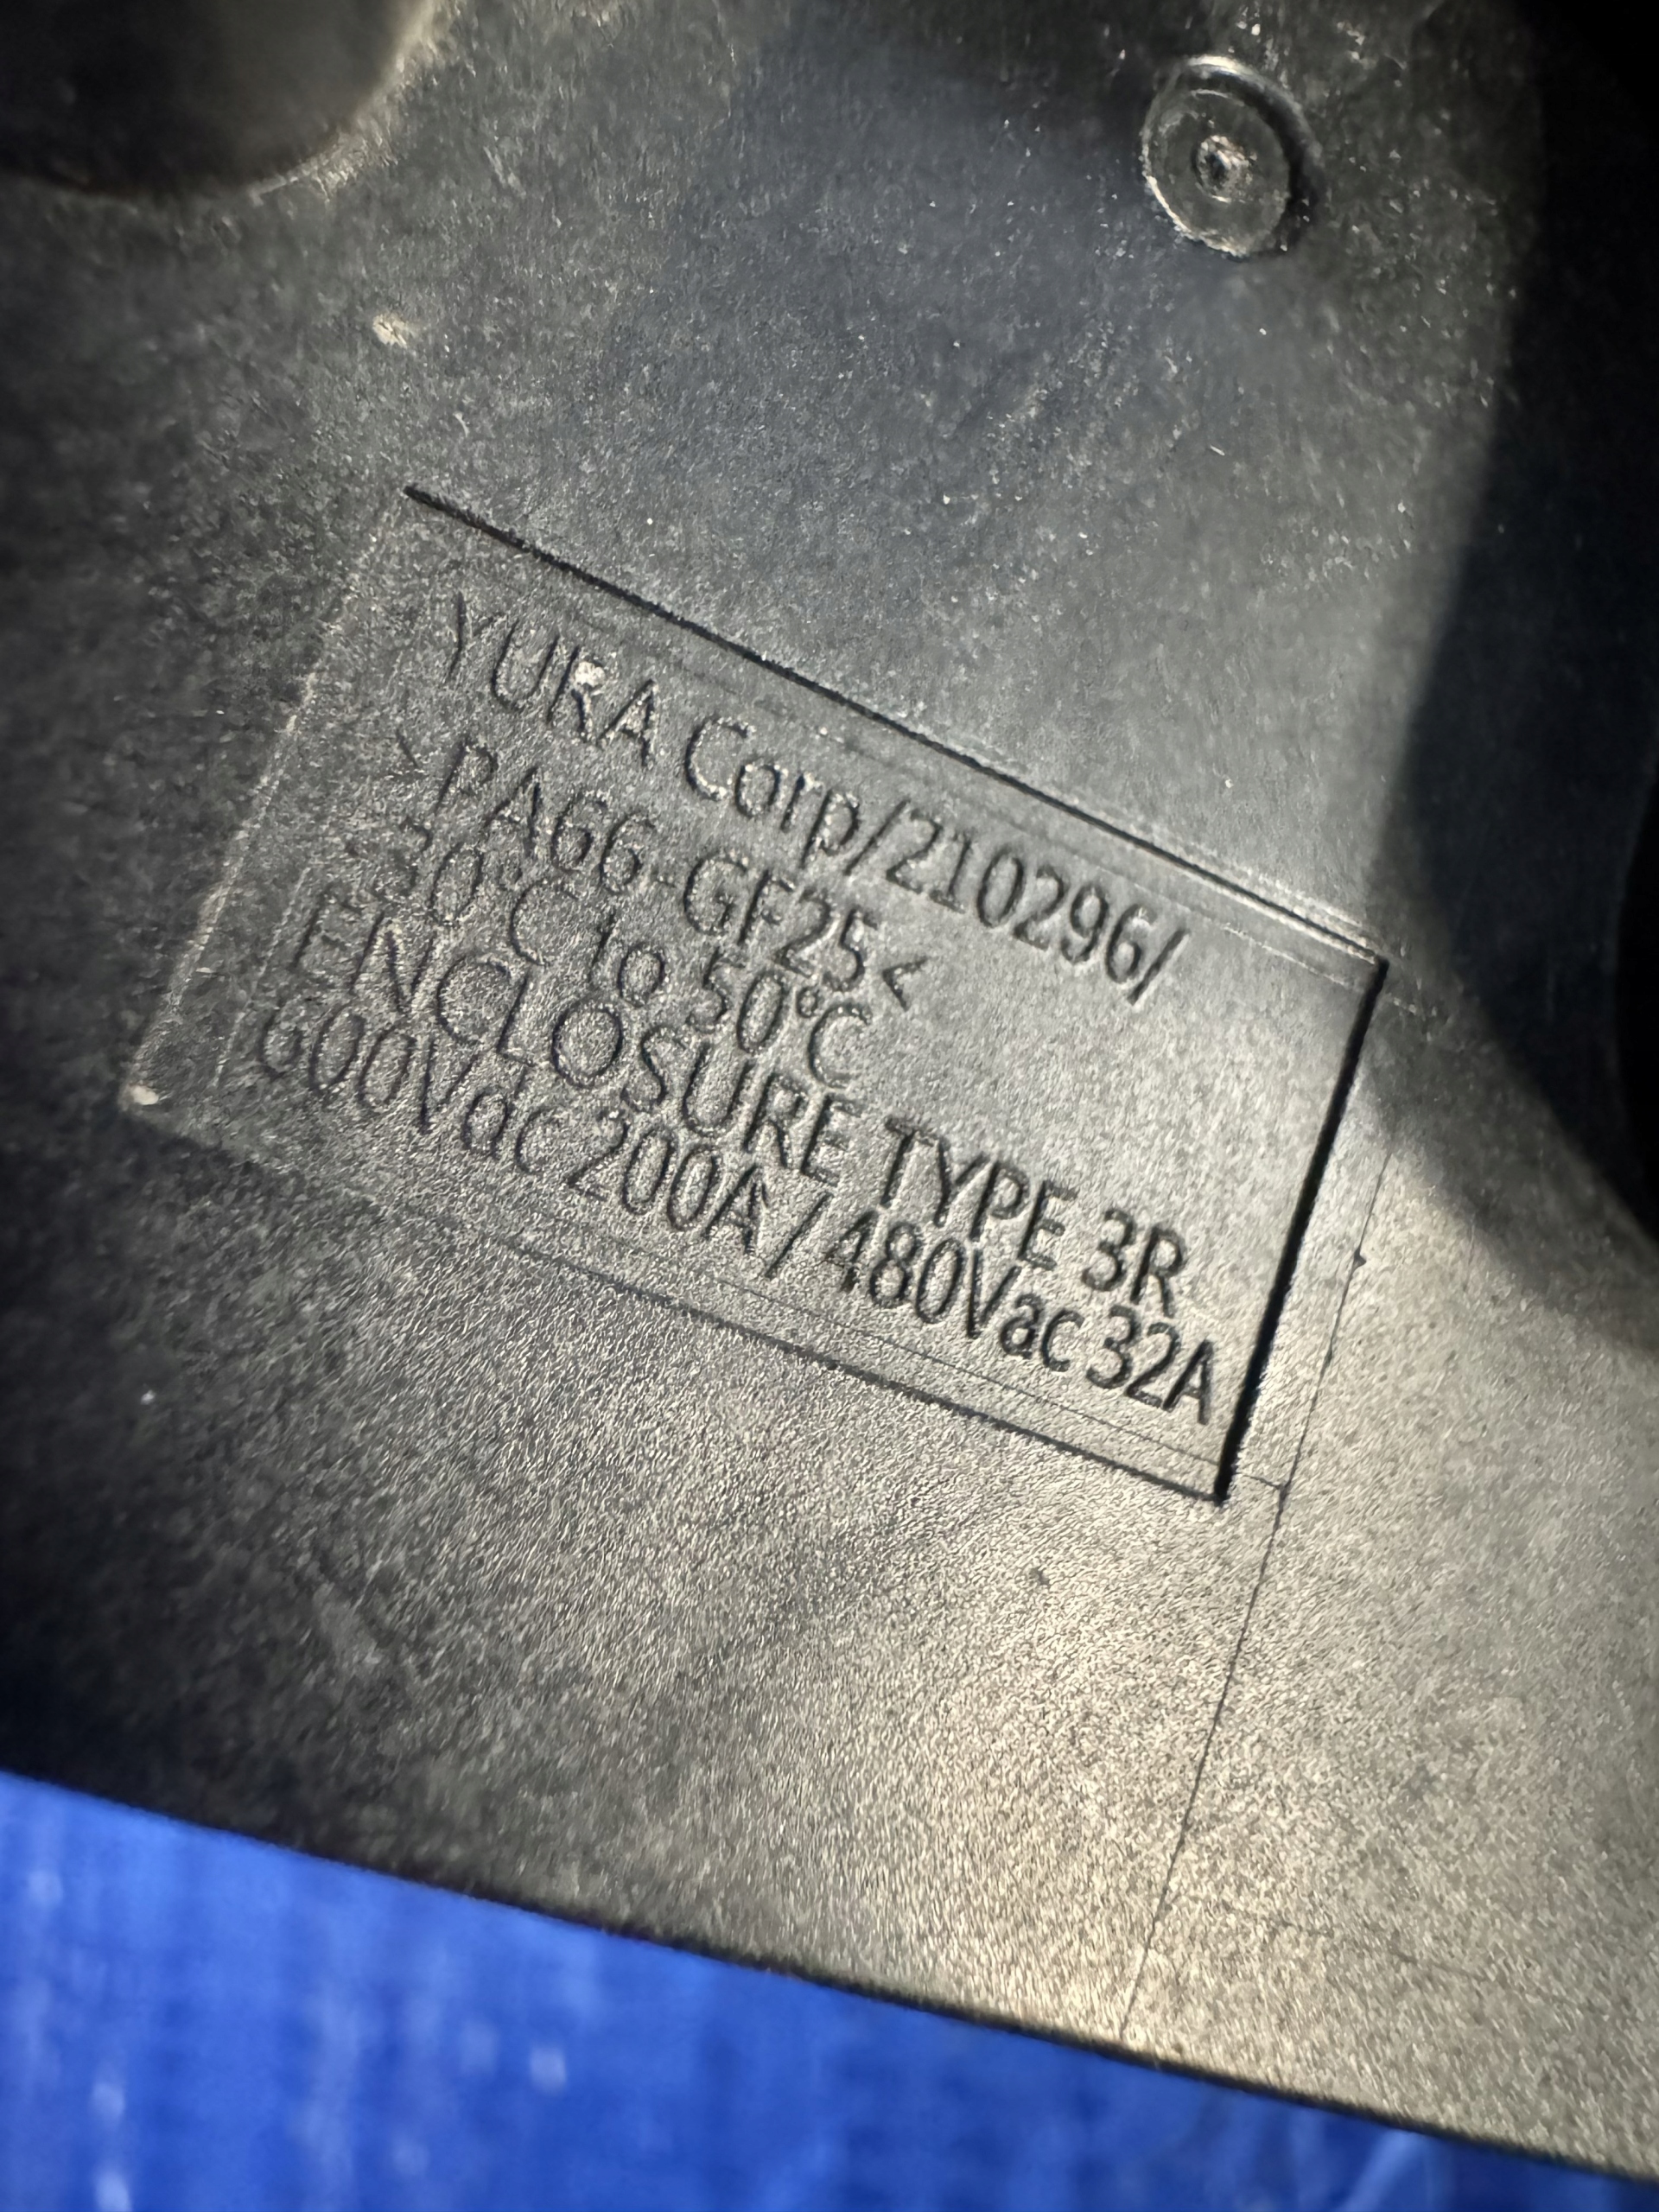 YURA Corp/210296/
>PA66-GF25<
-30°C to 50°C
ENCLOSURE TYPE 3R
600Vdc 200A / 480Vac 32A